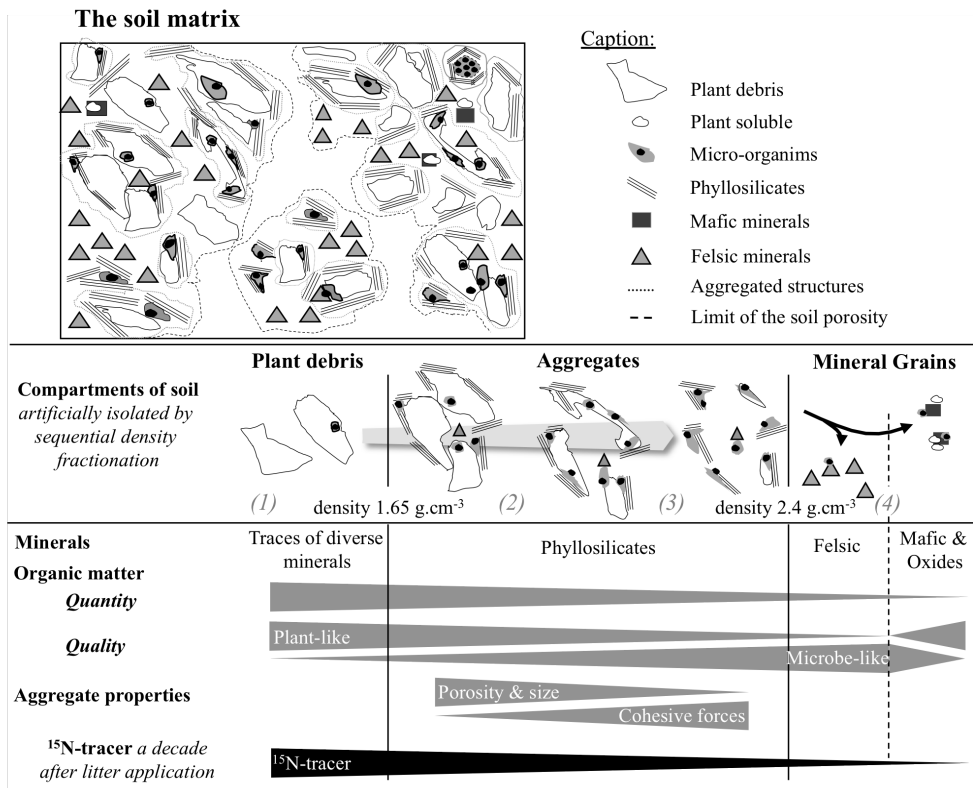 The soil matrix
Caption:
Plant debris
Plant soluble
Micro-organims
Phyllosilicates
Mafic minerals
Felsic minerals
Aggregated structures
Limit of the soil porosity
Plant debris
Aggregates
Mineral Grains
Compartments of soil
artificially isolated by
sequential density
fractionation
(1)
density 1.65 g.cm-3
(2)
(3)
density 2.4 g.cm-3
(4)
Minerals
Traces of diverse
minerals
Phyllosilicates
Felsic
Mafic &
Oxides
Organic matter
Quantity
Quality
Plant-like
Microbe-like
Aggregate properties
Porosity & size
Cohesive forces
15N-tracer a decade
after litter application
15N-tracer